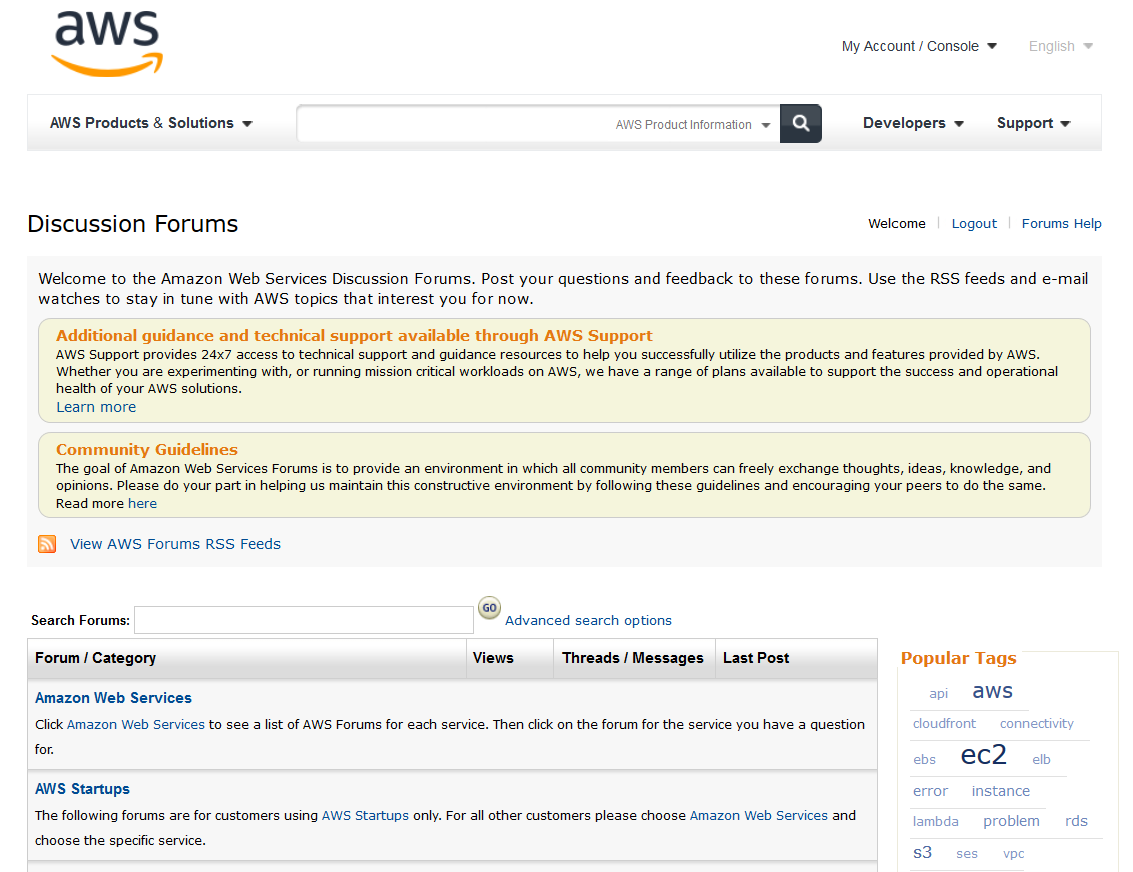 aws
My Account / Console English
AWS Products & Solutions AWS Product Information Developers Support
Discussion Forums
Welcome Logout Forums Help
Welcome to the Amazon Web Services Discussion Forums. Post your questions and feedback to these forums. Use the RSS feeds and e-mail
watches to stay in tune with AWS topics that interest you for now.
Additional guidance and technical support available through AWS Support
AWS Support provides 24x7 access to technical support and guidance resources to help you successfully utilize the products and features provided by AWS.
Whether you are experimenting with, or running mission critical workloads on AWS, we have a range of plans available to support the success and operational
health of your AWS solutions.
Learn more
Community Guidelines
The goal of Amazon Web Services Forums is to provide an environment in which all community members can freely exchange thoughts, ideas, knowledge, and
opinions. Please do your part in helping us maintain this constructive environment by following these guidelines and encouraging your peers to do the same.
Read more here
View AWS Forums RSS Feeds
Search Forums: GO Advanced search options
Forum / Category Views Threads / Messages Last Post
Amazon Web Services
Click Amazon Web Services to see a list of AWS Forums for each service. Then click on the forum for the service you have a question
for.
AWS Startups
The following forums are for customers using AWS Startups only. For all other customers please choose Amazon Web Services and
choose the specific service.
Popular Tags
api aws
cloudfront connectivity
ebs ec2 elb
error instance
lambda problem rds
s3 ses vpc